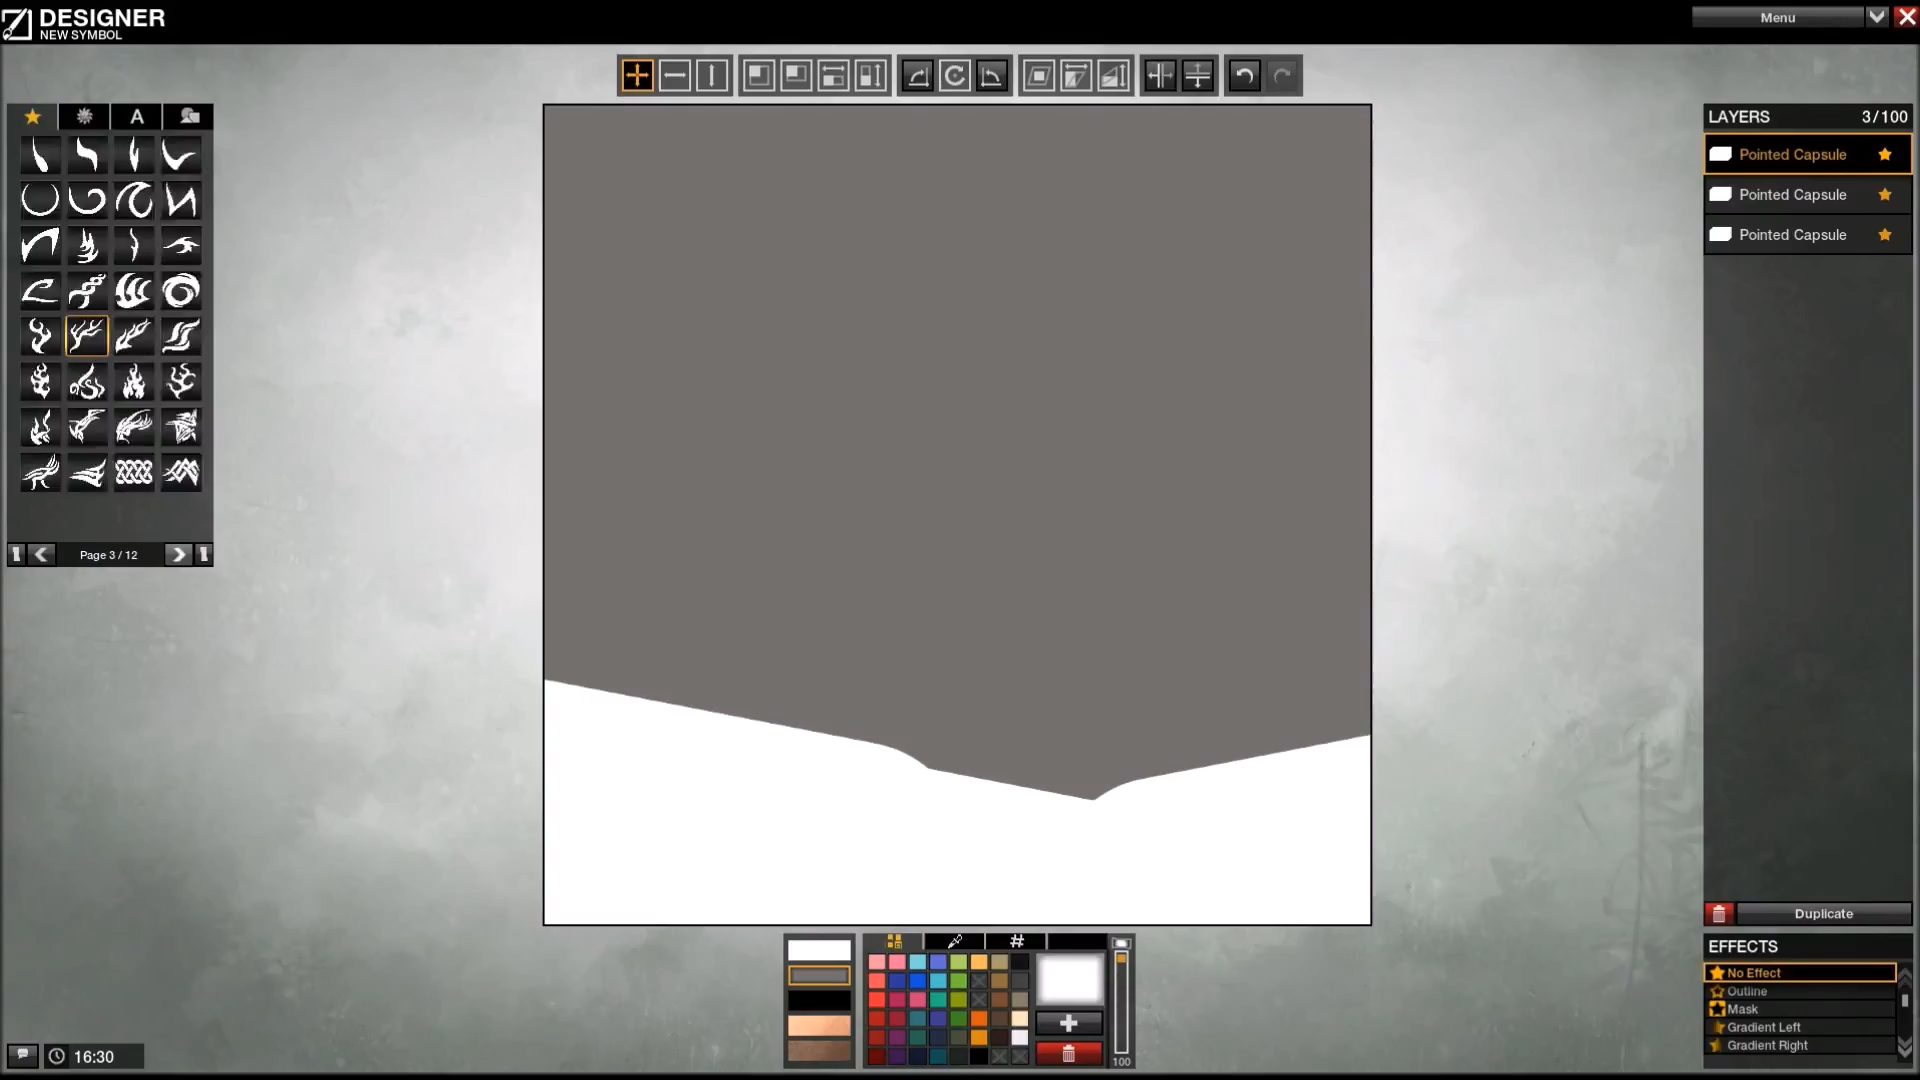 DESIGNER
NEW SYMBOL
Menu
A
LAYERS 3/100
Pointed Capsule
Pointed Capsule
Pointed Capsule
Page 3 / 12
Duplicate
EFFECTS
No Effect
Outline
Mask
Gradient Left
Gradient Right
#
100
16:30